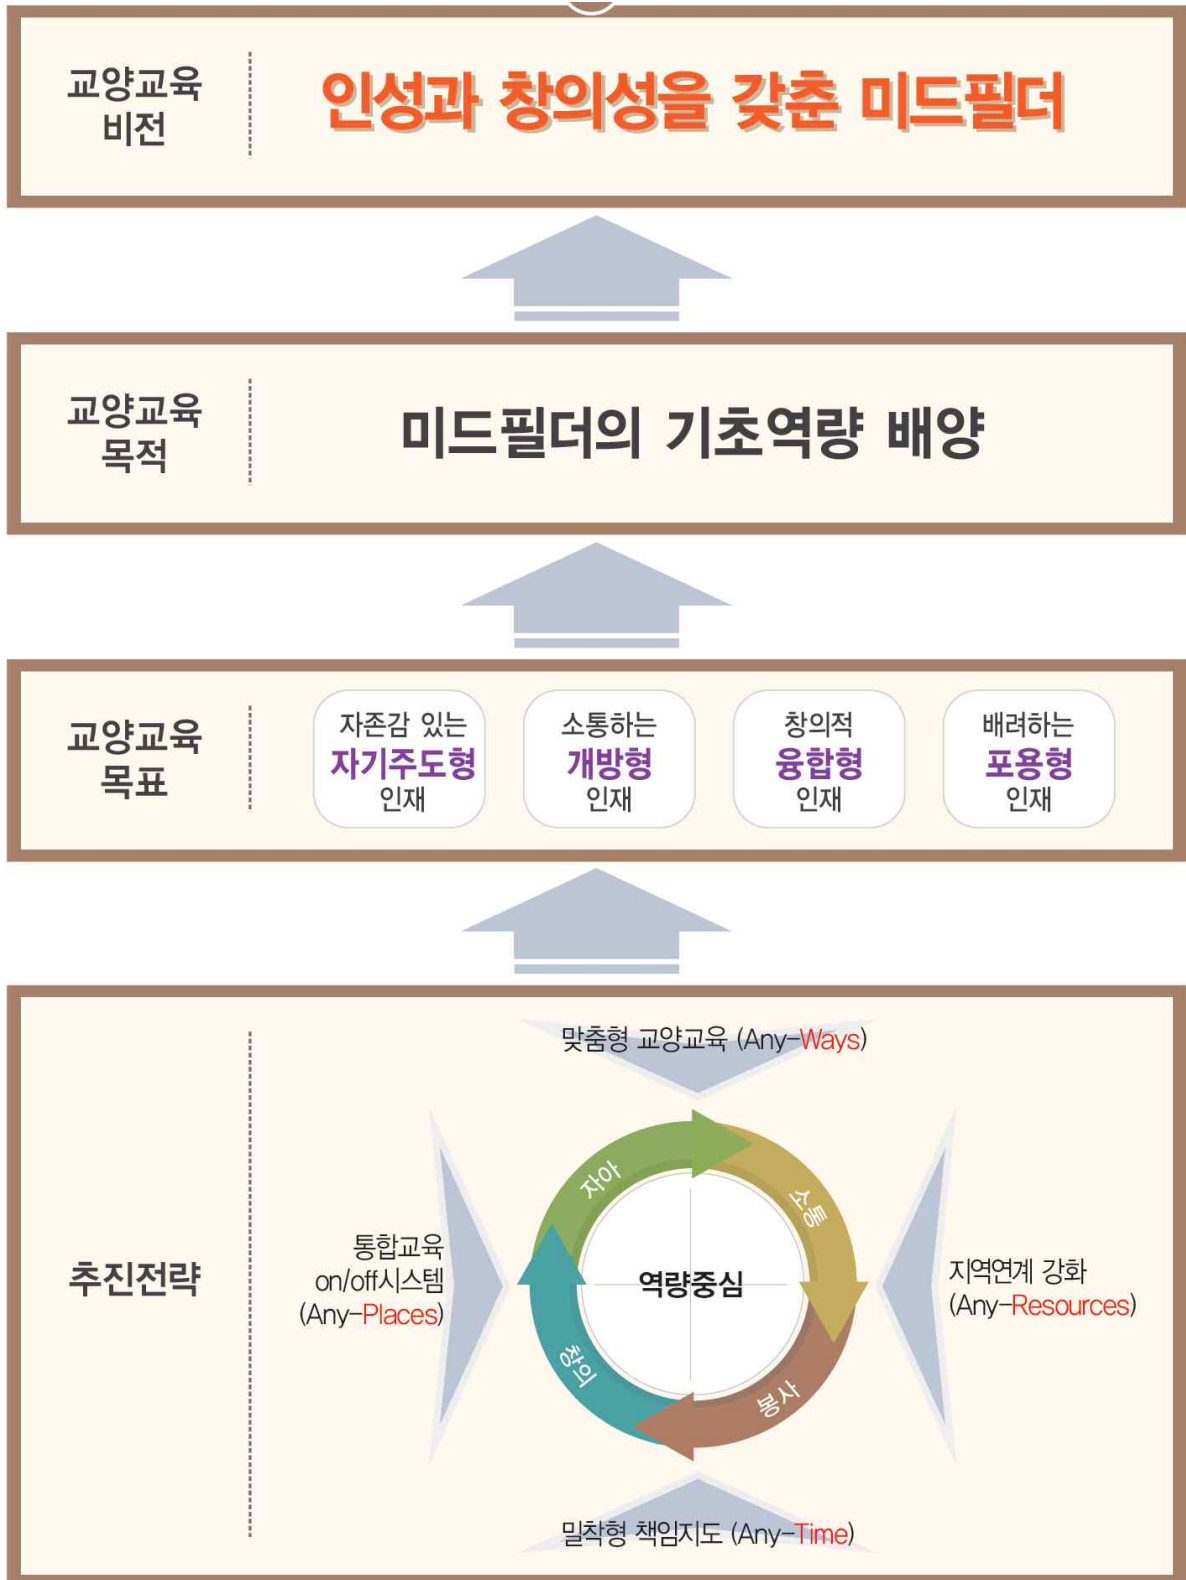 교양교육
비전
인성과 창의성을 갖춘 미드필더
교양교육
목적
미드필더의 기초역량 배양
교양교육
목표
자존감 있는
자기주도형
인재
소통하는
개방형
인재
창의적
융합형
인재
배려하는
포용형
인재
추진전략
맞춤형 교양교육 (Any-Ways)
통합교육
on/off시스템
(Any-Places)
자아
소통
역량중심
창의
봉사
지역연계 강화
(Any-Resources)
밀착형 책임지도 (Any-Time)